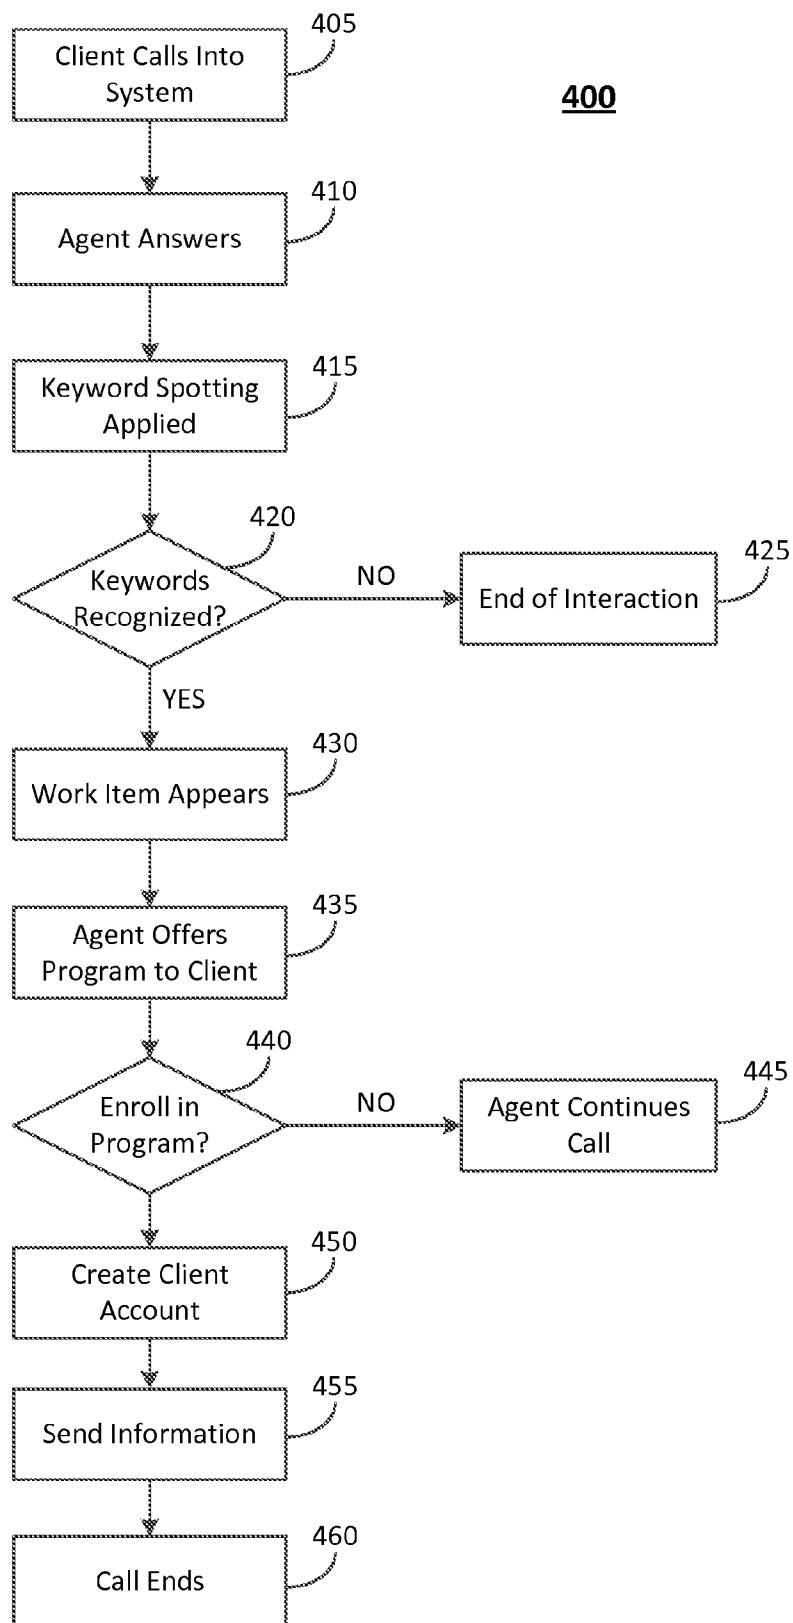 405
Client Calls Into
System
400
410
Agent Answers
415
Keyword Spotting
Applied
420
Keywords
Recognized?
NO
425
End of Interaction
YES
430
Work Item Appears
435
Agent Offers
Program to Client
440
Enroll in
Program?
NO
445
Agent Continues
Call
450
Create Client
Account
455
Send Information
460
Call Ends